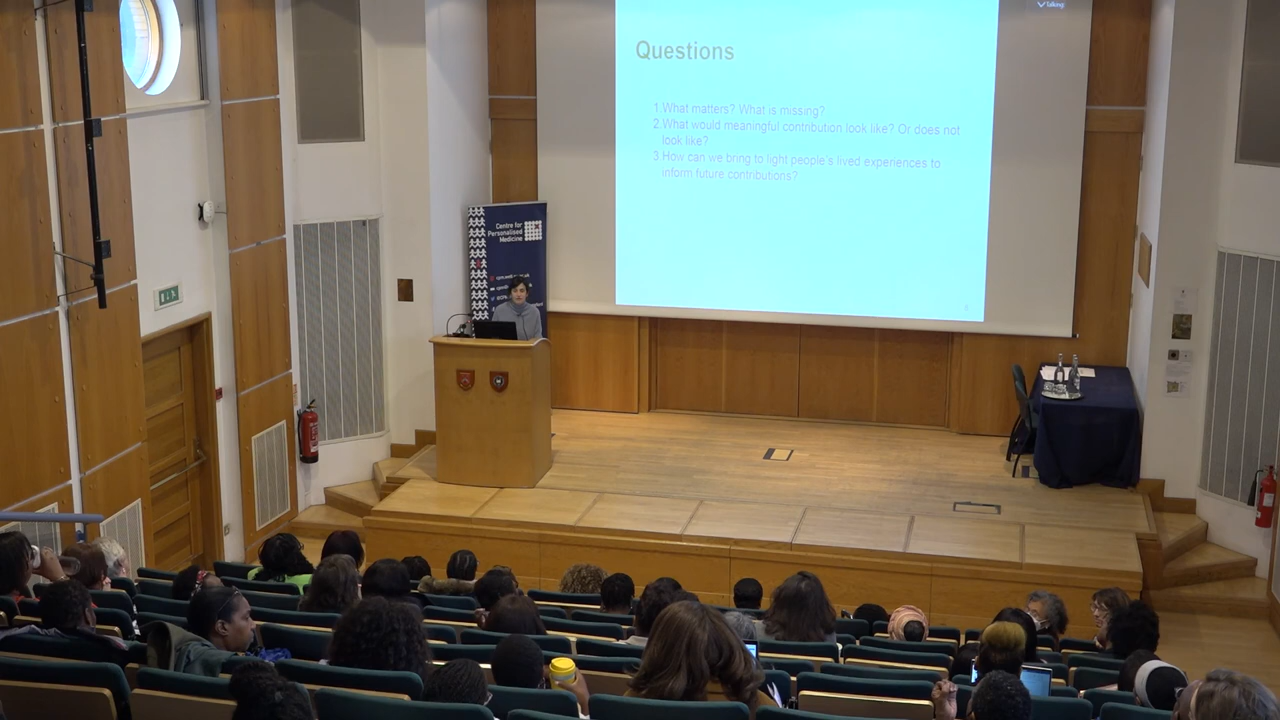 Talking:
Questions
1.What matters? What is missing?
2.What would meaningful contribution look like? Or does not
look like?
3.How can we bring to light people's lived experiences to
inform future contributions?
Centre for
Personalised
Medicine